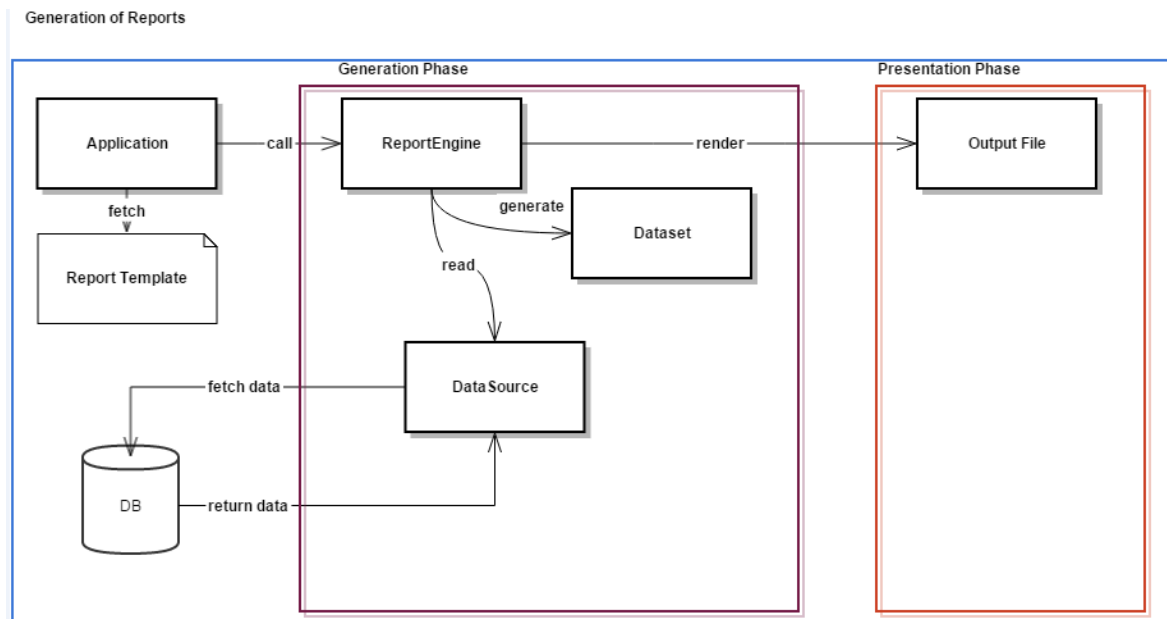 Generation of Reports
Generation Phase
Presentation Phase
Application
call
ReportEngine
render
Output File
fetch
generate
Dataset
Report Template
read
fetch data
DataSource
DB
return data